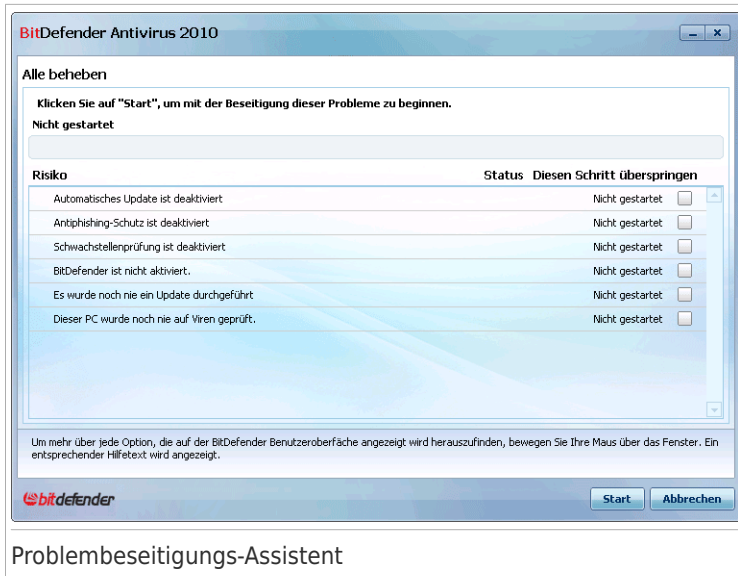 BitDefender Antivirus 2010
Alle beheben
Klicken Sie auf "Start", um mit der Beseitigung dieser Probleme zu beginnen.
Nicht gestartet
Risiko Status Diesen Schritt überspringen
Automatisches Update ist deaktiviert Nicht gestartet
Antiphishing-Schutz ist deaktiviert Nicht gestartet
Schwachstellenprüfung ist deaktiviert Nicht gestartet
BitDefender ist nicht aktiviert. Nicht gestartet
Es wurde noch nie ein Update durchgeführt Nicht gestartet
Dieser PC wurde noch nie auf Viren geprüft. Nicht gestartet
Um mehr über jede Option, die auf der BitDefender Benutzeroberfäche angezeigt wird herauszufinden, bewegen Sie Ihre Maus über das Fenster. Ein
entsprechender Hilfetext wird angezeigt.
bitdefender Start Abbrechen
Problembeseitigungs-Assistent